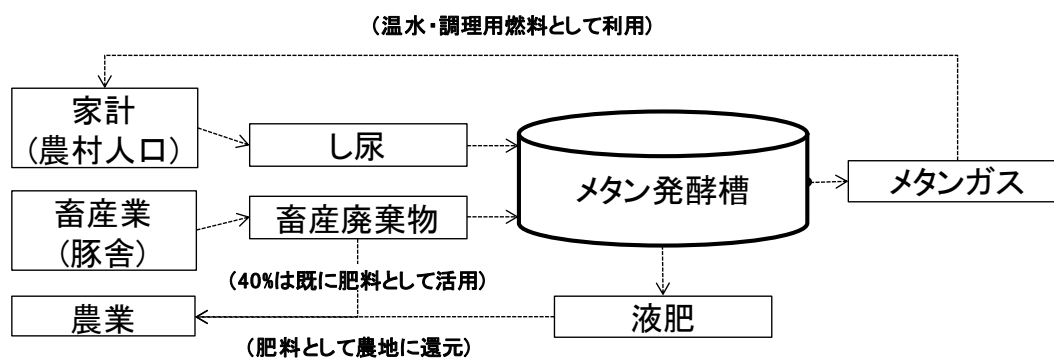 (温水・調理用燃料として利用)
家計
(農村人口)
し尿
メタン発酵槽
メタンガス
畜産業
(豚舎)
畜産廃棄物
(40%は既に肥料として活用)
農業
液肥
(肥料として農地に還元)